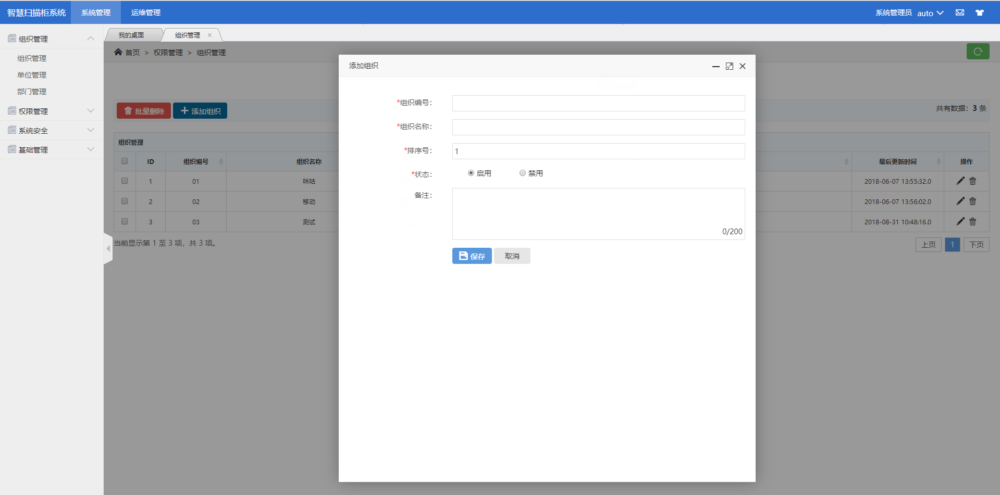 智慧扫描柜系统 系统管理 运维管理 系统管理员 auto
组织管理
组织管理
单位管理
部门管理
权限管理
系统安全
基础管理
我的桌面 组织管理
首页 > 权限管理 > 组织管理
批量删除 添加组织 共有数据：3 条
组织管理
ID 组织编号 组织名称 最后更新时间 操作
1 01 咪咕 2018-06-07 13:55:32.0
2 02 移动 2018-06-07 13:56:02.0
3 03 测试 2018-08-31 10:48:16.0
当前显示第 1 至 3 项，共 3 项。 上页 1 下页
添加组织
*组织编号：
*组织名称：
*排序号： 1
*状态： 启用 禁用
备注：
0/200
保存 取消